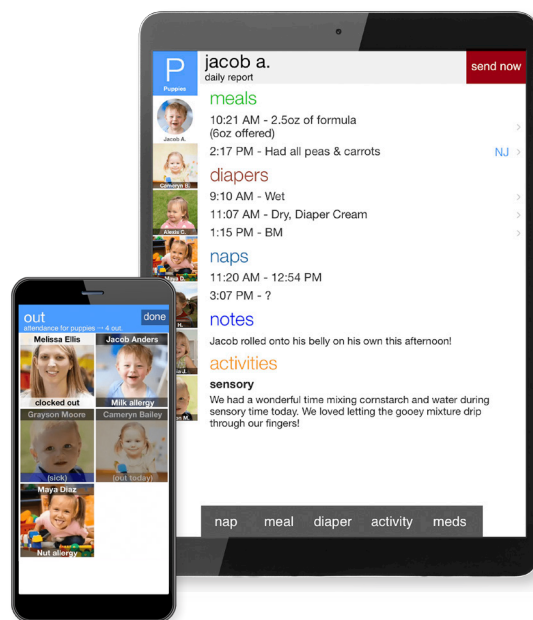 P
Puppies
jacob a.
daily report
send now
Jacob A.
Cameryn B.
Alexis C.
Maya D.
meals
10:21 AM - 2.5oz of formula
(6oz offered)
2:17 PM - Had all peas & carrots NJ
diapers
9:10 AM - Wet
11:07 AM - Dry, Diaper Cream
1:15 PM - BM
naps
11:20 AM - 12:54 PM
3:07 PM - ?
notes
Jacob rolled onto his belly on his own this afternoon!
activities
sensory
We had a wonderful time mixing cornstarch and water during
sensory time today. We loved letting the gooey mixture drip
through our fingers!
nap meal diaper activity meds
out
done
attendance for puppies → 4 out.
Melissa Ellis
clocked out
Jacob Anders
Milk allergy
Grayson Moore
(sick)
Cameryn Bailey
(out today)
Maya Diaz
Nut allergy